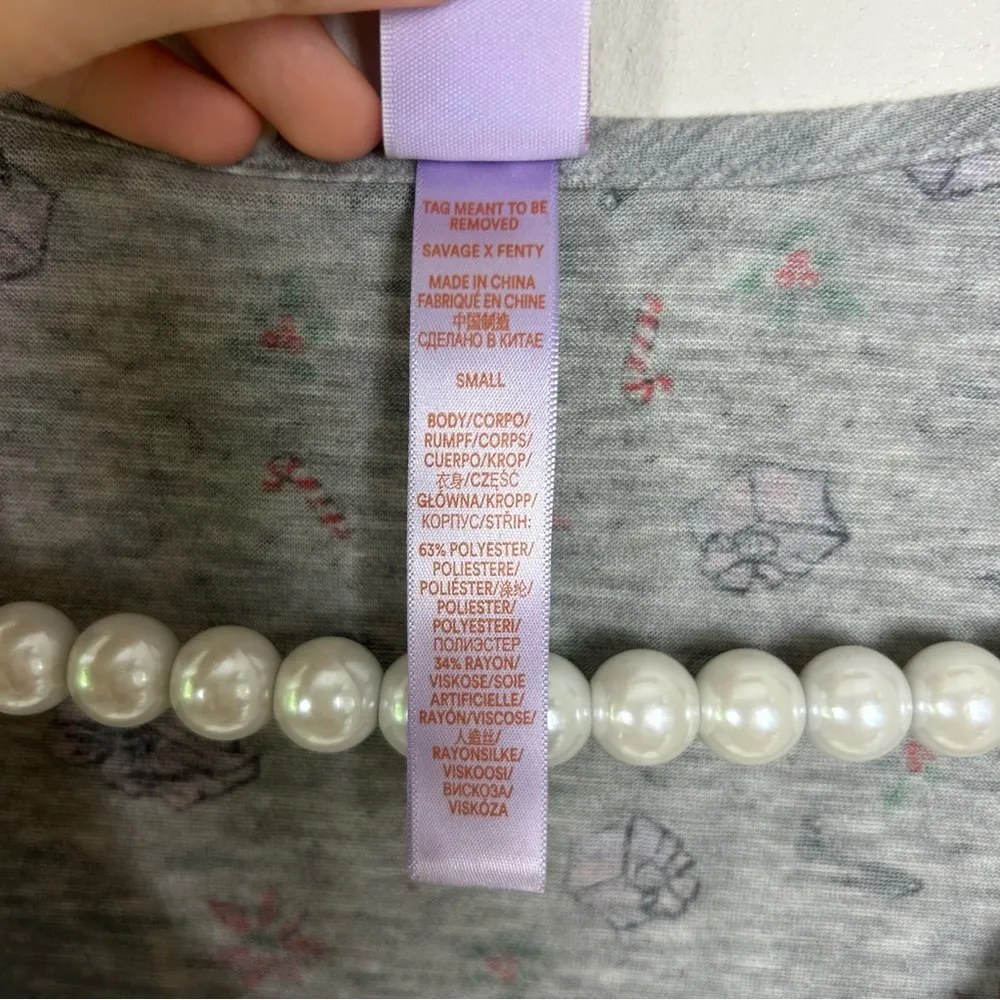 TAG MEANT TO BE
REMOVED
SAVAGE X FENTY
MADE IN CHINA
FABRIQUÉ EN CHINE
中国制造
СДЕЛАНО В КИТАЕ
SMALL
BODY/CORPO/
RUMPF/CORPS/
CUERPO/KROP/
衣身/CZĘŚĆ
GŁÓWNA/KROPP/
КОРПУС/STŘIH:
63% POLYESTER/
POLIESTERE/
POLIÉSTER/涤纶/
POLIESTER/
POLYESTERI/
ПОЛИЭСТЕР
34% RAYON/
VISKOSE/SOIE
ARTIFICIELLE/
RAYON/VISCOSE/
人造丝/
RAYONSILKE/
VISKOOSI/
ВИСКОЗА/
VISKÓZA